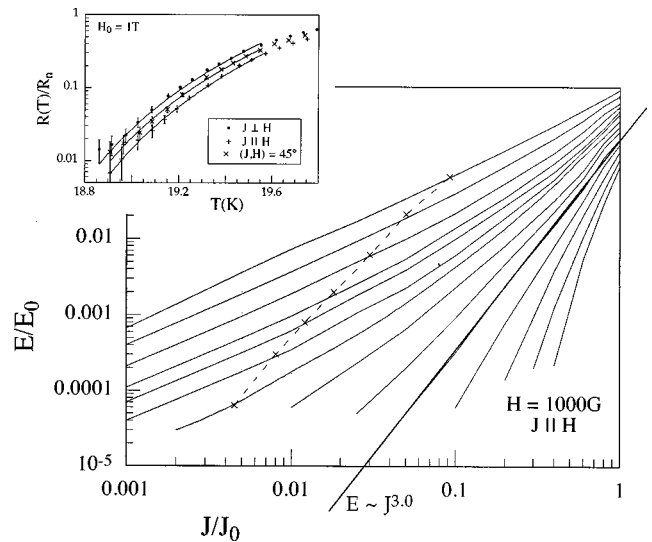 H₀ = 1T
R(T)/Rₙ
1
0.1
0.01
J ⊥ H
J || H
(J,H) = 45°
18.8
19.2
19.6
20
T(K)
E/E₀
0.01
0.001
0.0001
10⁻⁵
H = 1000G
J || H
E ~ J³·⁰
0.001
0.01
0.1
1
J/J₀